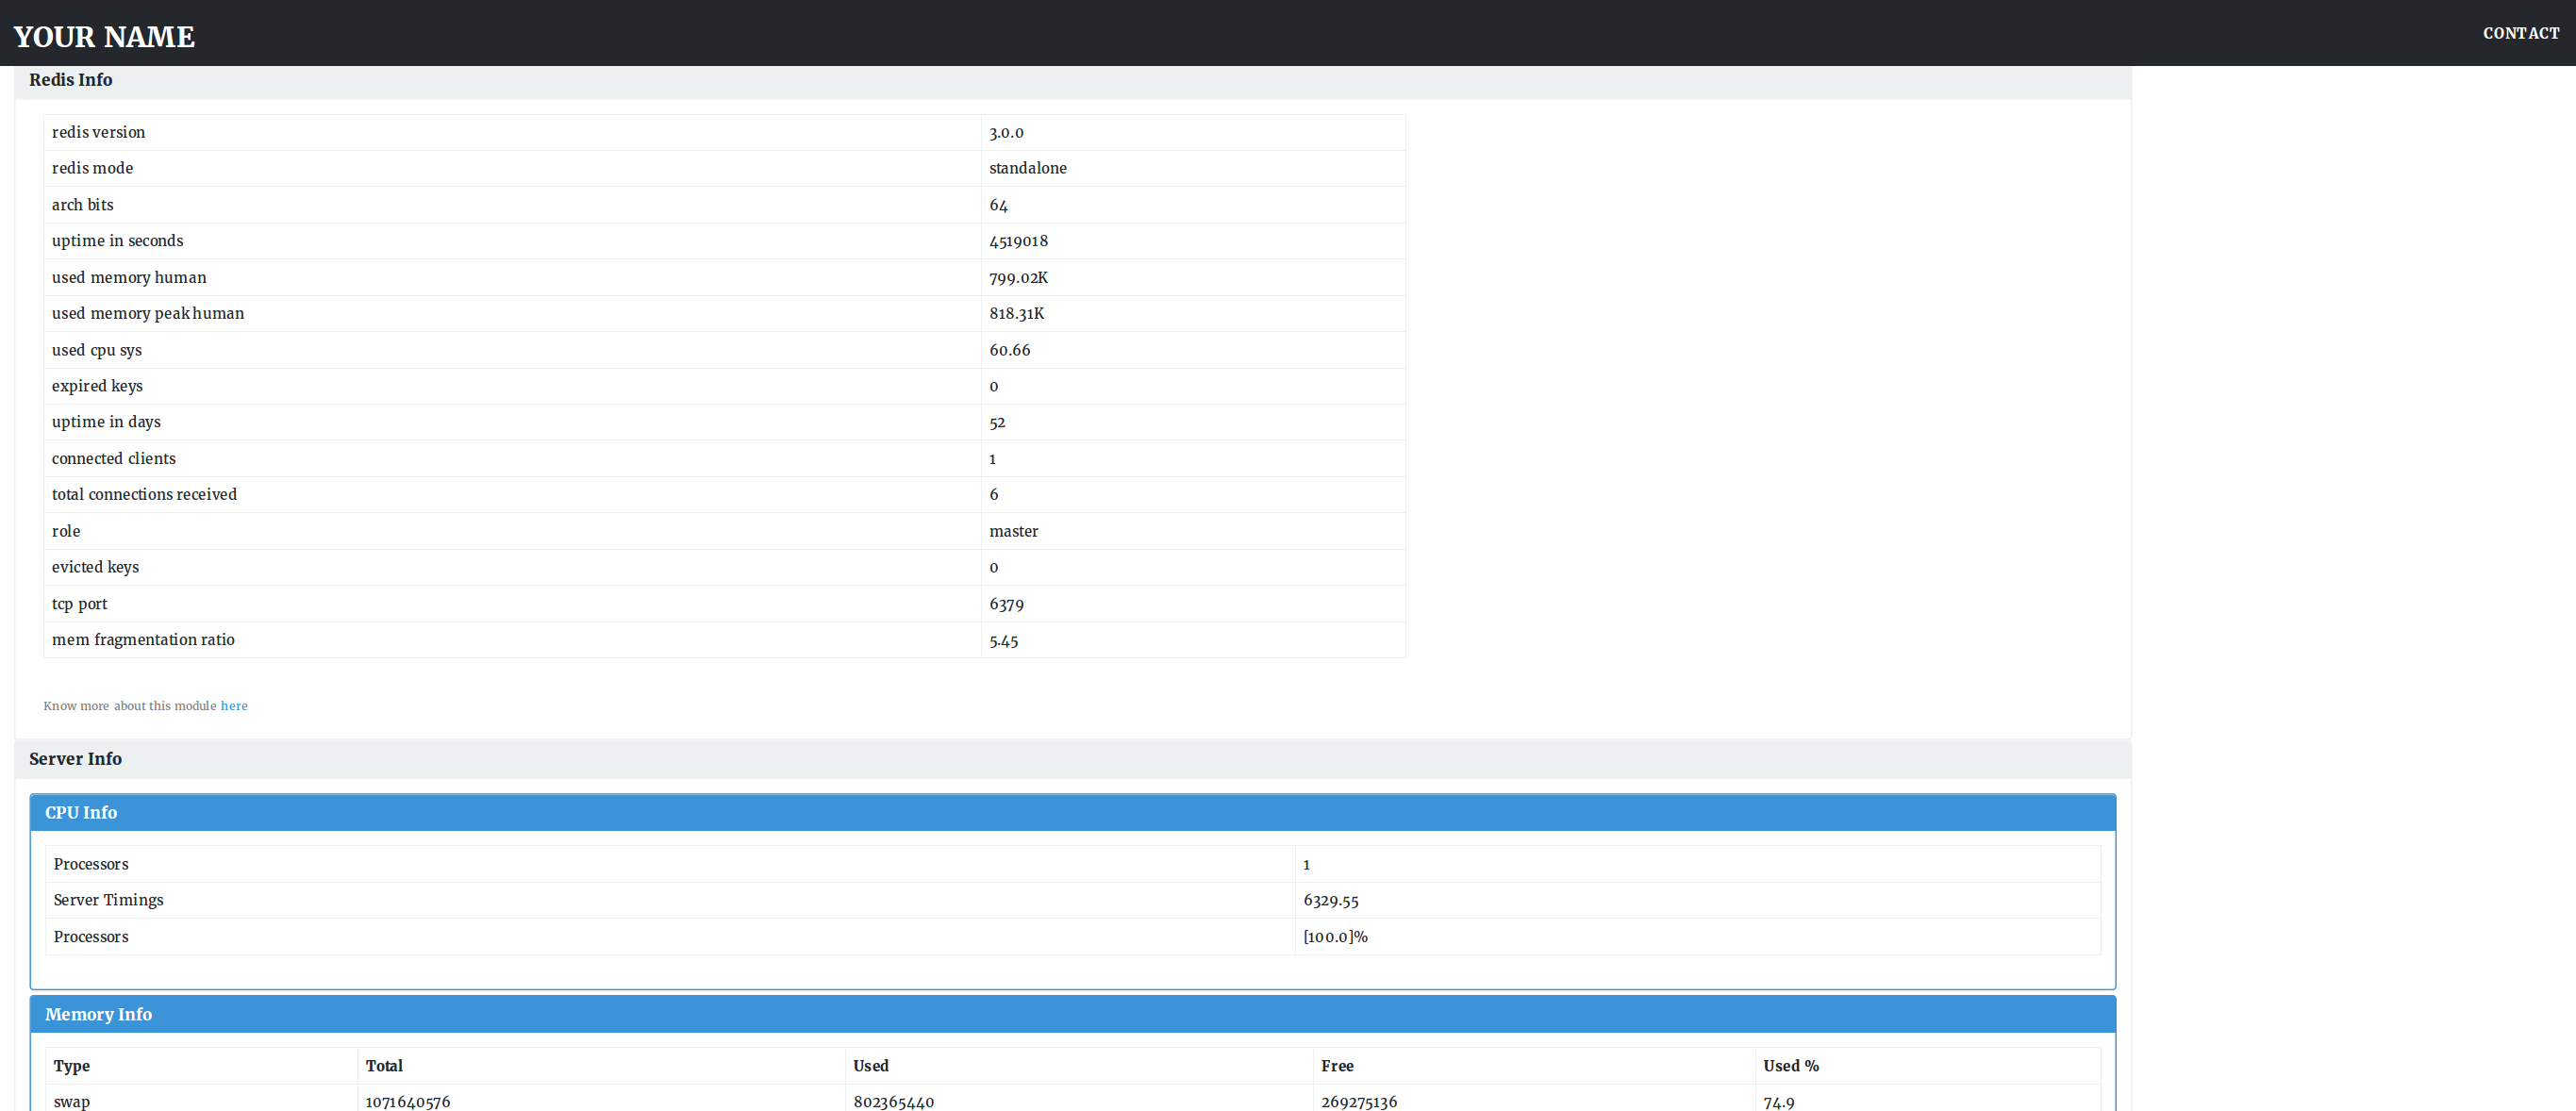 YOUR NAME CONTACT
Redis Info
redis version 3.0.0
redis mode standalone
arch bits 64
uptime in seconds 4519018
used memory human 799.02K
used memory peak human 818.31K
used cpu sys 60.66
expired keys 0
uptime in days 52
connected clients 1
total connections received 6
role master
evicted keys 0
tcp port 6379
mem fragmentation ratio 5.45
Know more about this module here
Server Info
CPU Info
Processors 1
Server Timings 6329.55
Processors [100.0]%
Memory Info
Type Total Used Free Used %
swap 1071640576 802365440 269275136 74.9